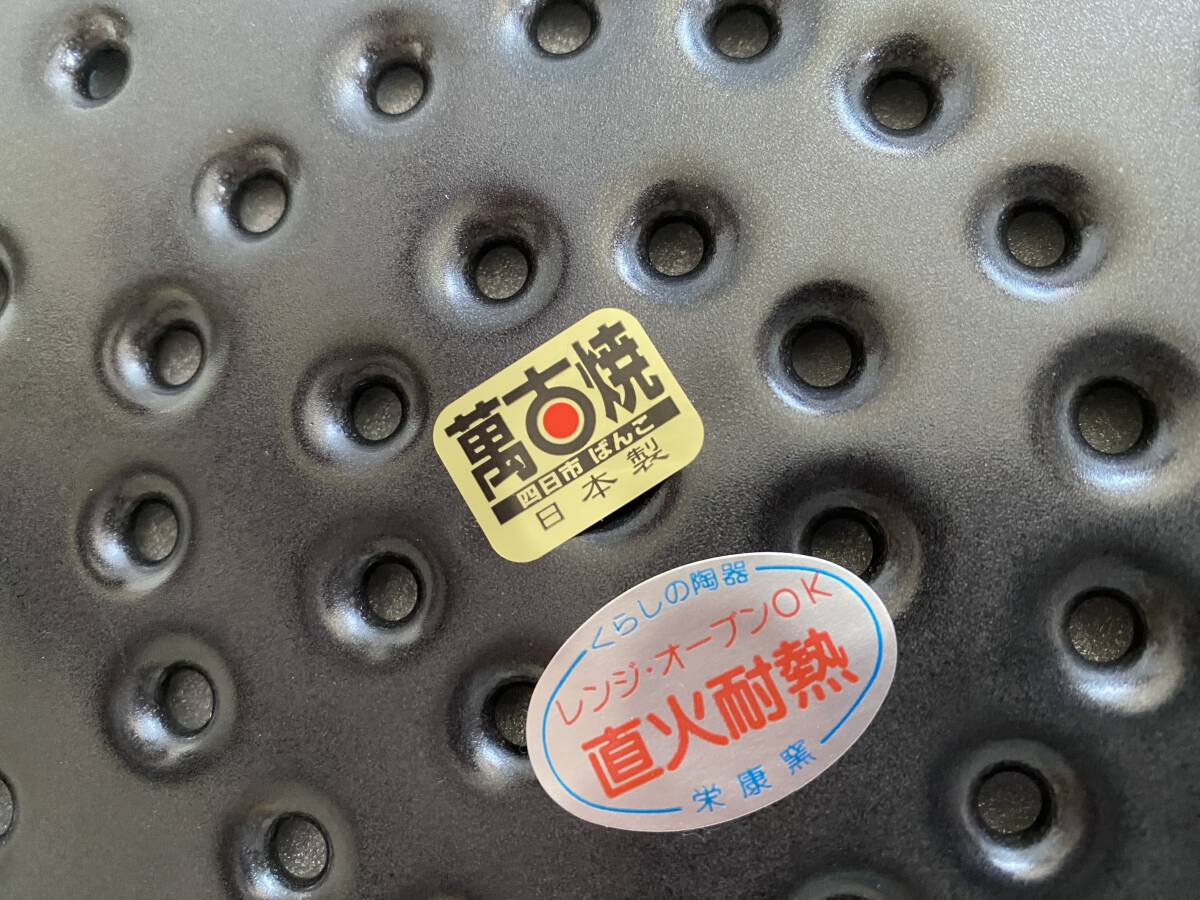 萬古焼
四日市 ばんこ
日本製
くらしの陶器
レンジ・オーブンOK
直火耐熱
栄康窯